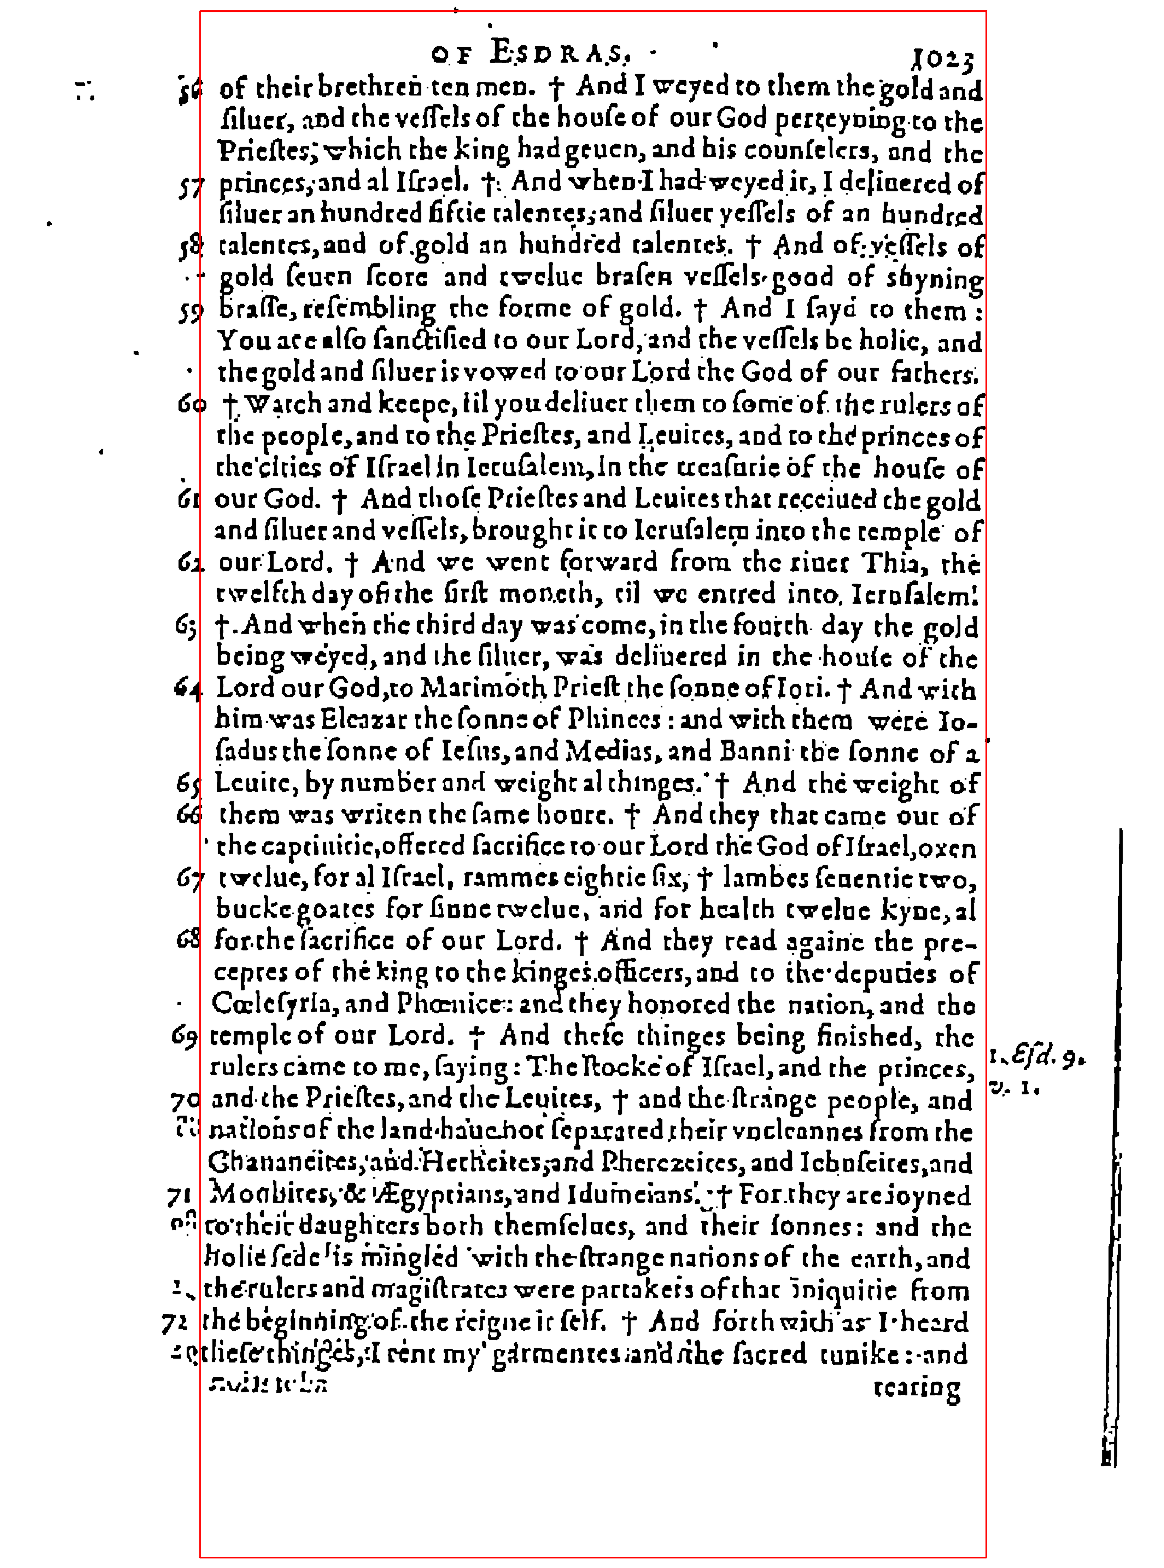 OF ESDRAS. 1023
56 of their brethren ten men. † And I weyed to them the gold and
ſiluer, and the veſſels of the houſe of our God perteyning to the
Prieſtes, which the king had geuen, and his counſelers, and the
57 princes, and al Iſrael. † And when I had weyed it, I deliuered of
ſiluer an hundred fiftie talentes, and ſiluer veſſels of an hundred
58 talentes, and of gold an hundred talentes. † And of veſſels of
gold ſeuen ſcore and twelue braſen veſſels good of shyning
59 braſſe, reſembling the forme of gold. † And I ſayd to them:
You are alſo ſanctified to our Lord, and the veſſels be holie, and
the gold and ſiluer is vowed to our Lord the God of our fathers.
60 † Watch and keepe, til you deliuer them to ſome of the rulers of
the people, and to the Prieſtes, and Leuites, and to the princes of
the cities of Iſrael in Ieruſalem, in the treaſurie of the houſe of
61 our God. † And thoſe Prieſtes and Leuites that receiued the gold
and ſiluer and veſſels, brought it to Ieruſalem into the temple of
62 our Lord. † And we went forward from the riuer Thia, the
twelfth day of the firſt moneth, til we entred into Ieruſalem.
63 † And when the third day was come, in the fourth day the gold
being weyed, and the ſiluer, was deliuered in the houſe of the
64 Lord our God, to Marimoth Prieſt the ſonne of Iori. † And with
him was Eleazar the ſonne of Phinees: and with them were Io-
ſadus the ſonne of Ieſus, and Medias, and Banni the ſonne of a
65 Leuite, by number and weight al thinges. † And the weight of
66 them was writen the ſame houre. † And they that came out of
the captiuitie, offered ſacrifice to our Lord the God of Iſrael, oxen
67 twelue, for al Iſrael, rammes eightie ſix, † lambes ſeuentie two,
bucke goates for ſinne twelue, and for health twelue kyne, al
68 for the ſacrifice of our Lord. † And they read againe the pre-
ceptes of the king to the kinges officers, and to the deputies of
Cœleſyria, and Phœnice: and they honored the nation, and the
69 temple of our Lord. † And theſe thinges being finished, the
rulers came to me, ſaying: The ſtocke of Iſrael, and the princes,
1. Eſd. 9.
v. 1.
70 and the Prieſtes, and the Leuites, † and the ſtrange people, and
nations of the land haue not ſeparated their vncleannes from the
Chananeites, and Hetheites, and Pherezeites, and Iebuſeites, and
71 Moabites, & Ægyptians, and Idumeians. † For they are ioyned
to their daughters both themſelues, and their ſonnes: and the
holie ſede is mingled with the ſtrange nations of the earth, and
the rulers and magiſtrates were partakers of that iniquitie from
72 the beginning of the reigne it ſelf. † And forthwith as I heard
theſe thinges, I rent my garmentes and the ſacred tunike: and
tearing